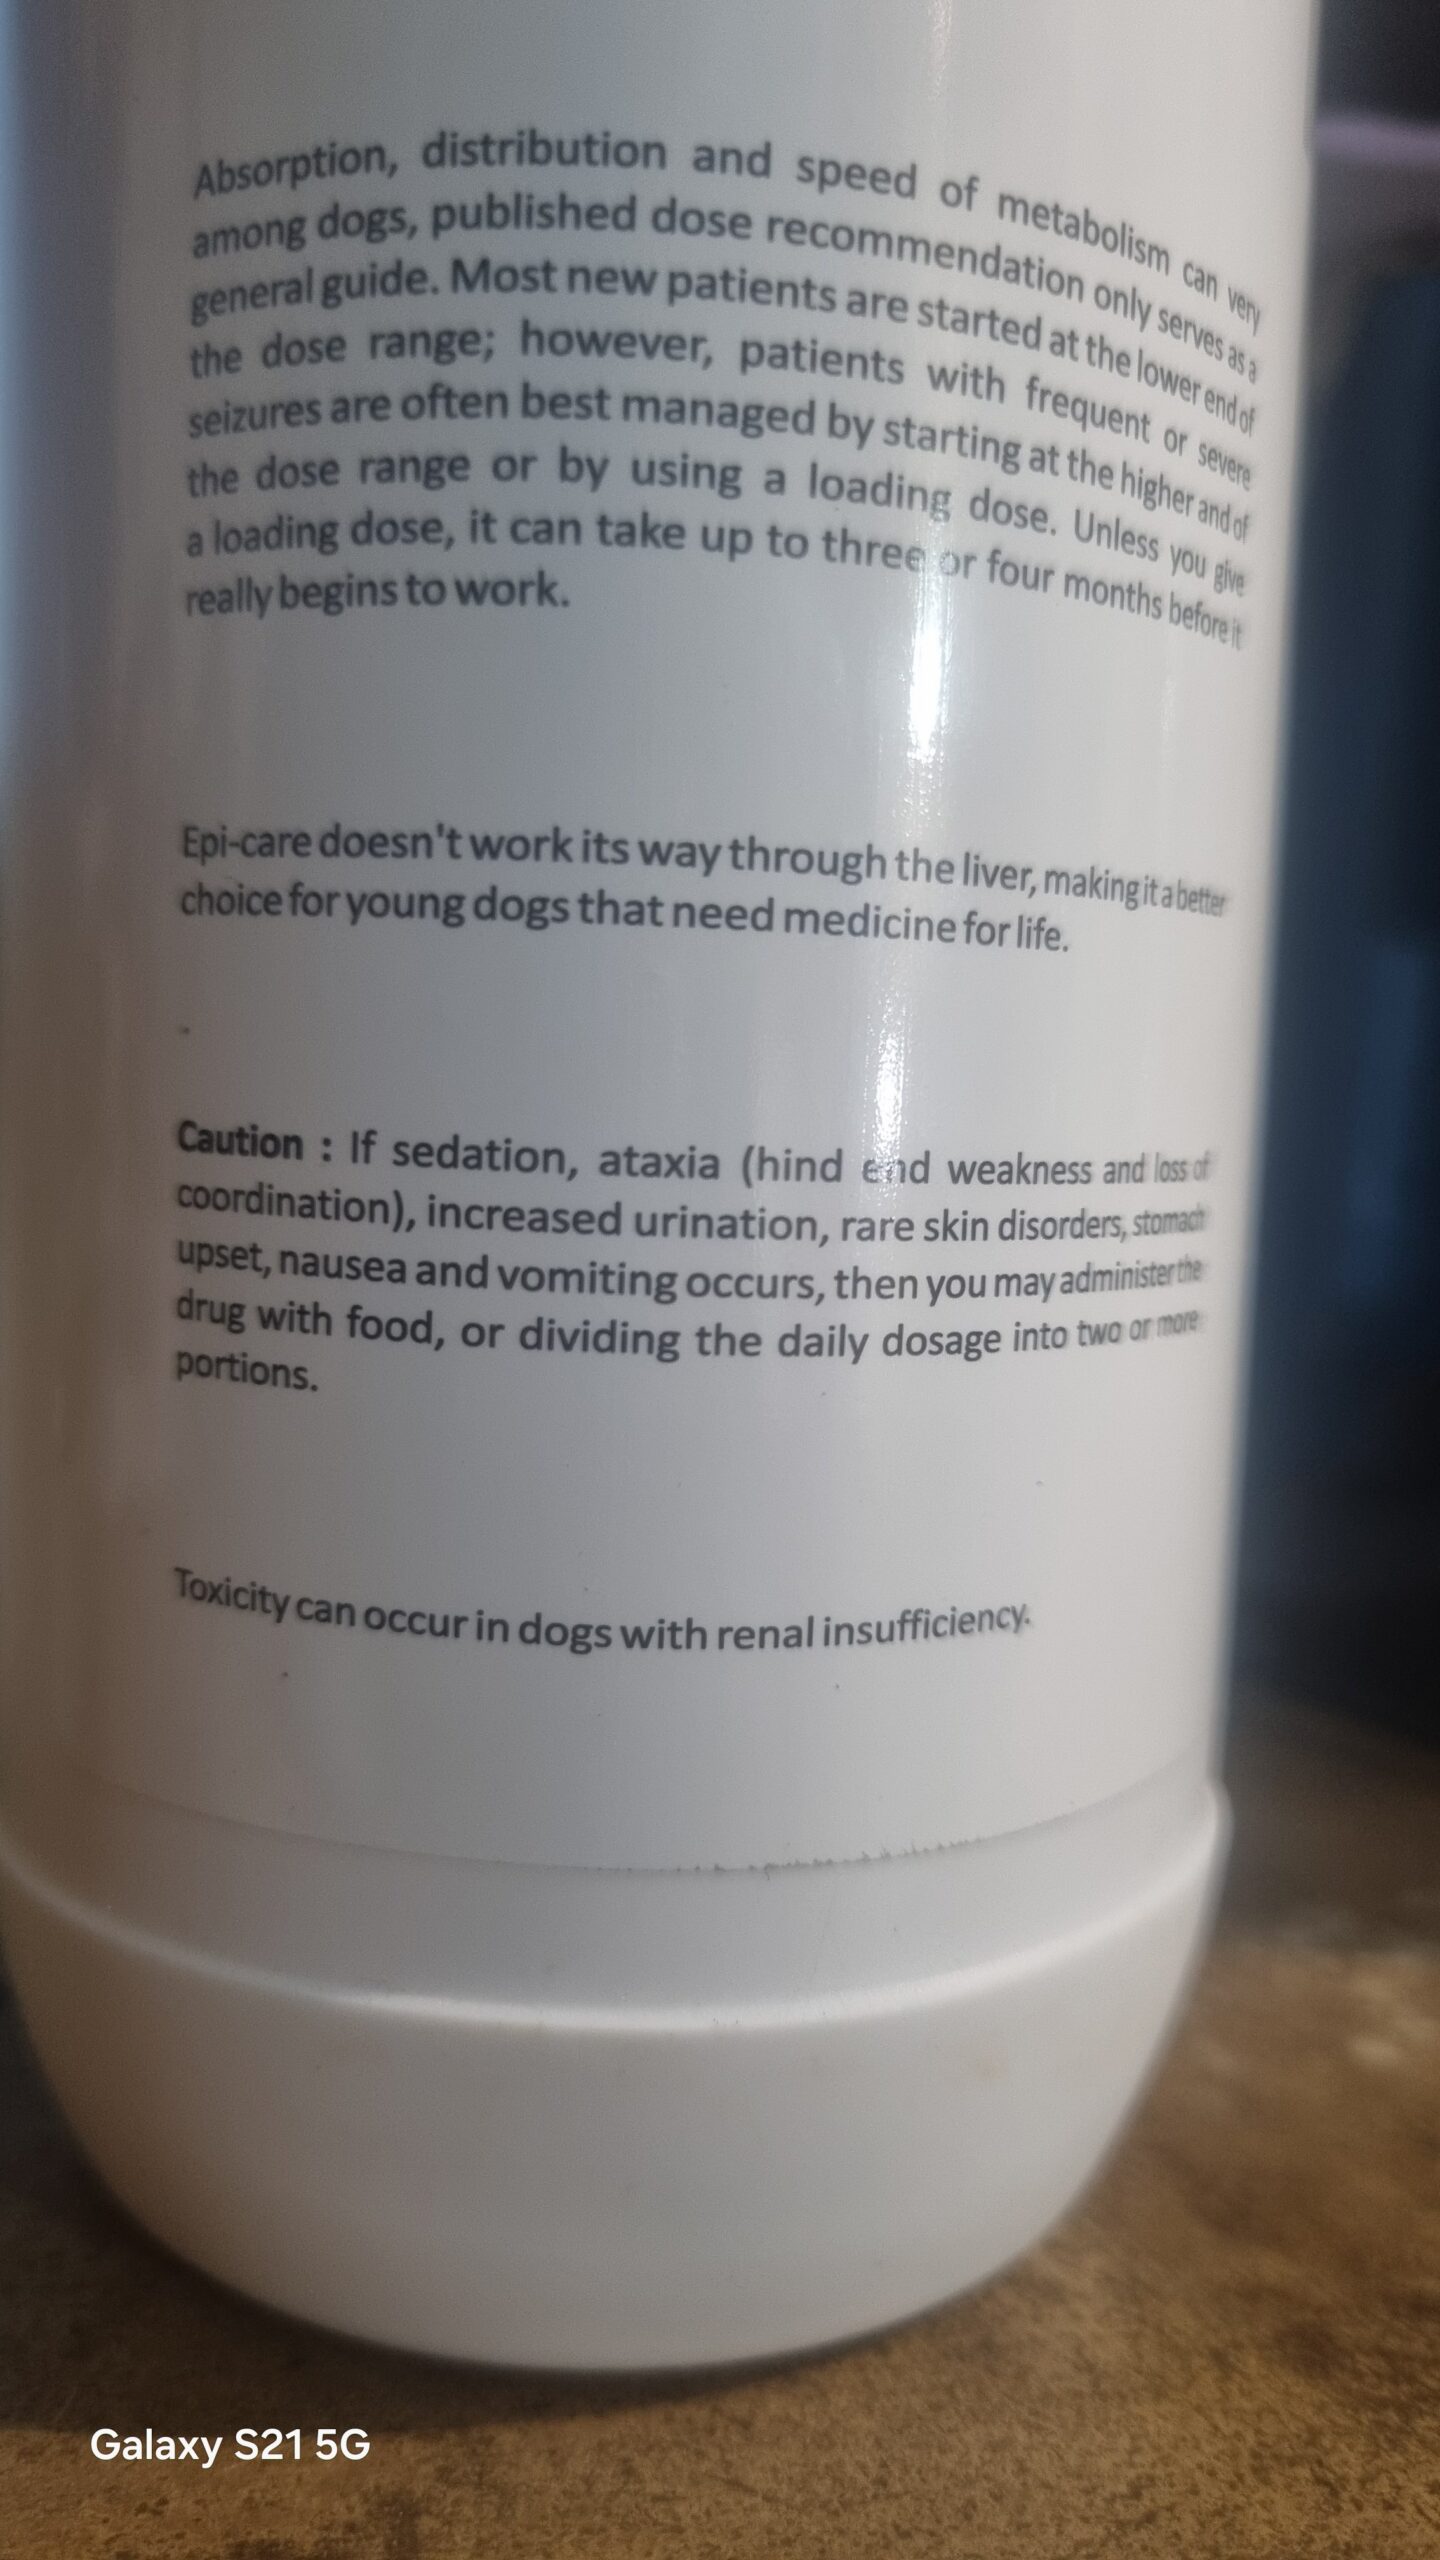 Absorption, distribution and speed of metabolism can very
among dogs, published dose recommendation only serves as a
general guide. Most new patients are started at the lower end of
the dose range; however, patients with frequent or severe
seizures are often best managed by starting at the higher and of
the dose range or by using a loading dose. Unless you give
a loading dose, it can take up to three or four months before it
really begins to work.
Epi-care doesn't work its way through the liver, making it a better
choice for young dogs that need medicine for life.
Caution : If sedation, ataxia (hind end weakness and loss of
coordination), increased urination, rare skin disorders, stomach
upset, nausea and vomiting occurs, then you may administer the
drug with food, or dividing the daily dosage into two or more
portions.
Toxicity can occur in dogs with renal insufficiency.
Galaxy S21 5G